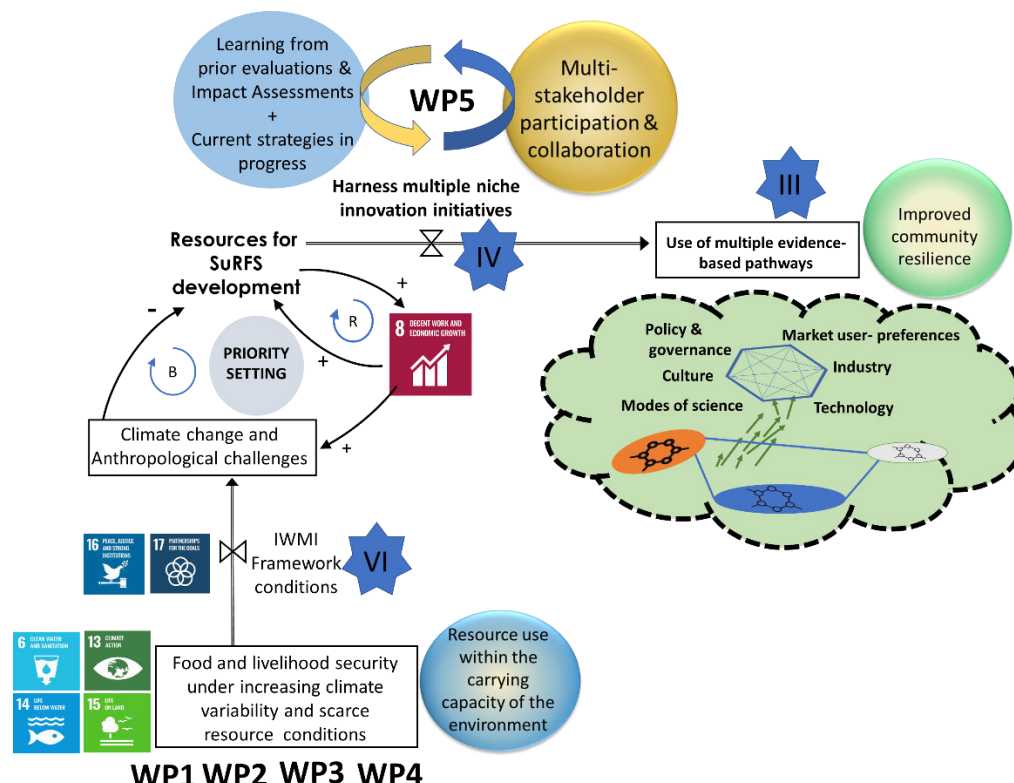 Learning from
prior evaluations &
Impact Assessments
+
Current strategies in
progress
WP5
Multi-
stakeholder
participation &
collaboration
Harness multiple niche
innovation initiatives
III
Improved
community
resilience
Resources for
SuRFS
development
IV
Use of multiple evidence-
based pathways
+
-
R
B
+
PRIORITY
SETTING
8 DECENT WORK AND
ECONOMIC GROWTH
+
Climate change and
Anthropological challenges
Policy &
governance
Market user- preferences
Culture
Industry
Modes of science
Technology
16 PEACE, JUSTICE
AND STRONG
INSTITUTIONS
17 PARTNERSHIPS
FOR THE GOALS
IWMI
Framework
conditions
VI
6 CLEAN WATER
AND SANITATION
13 CLIMATE
ACTION
14 LIFE
BELOW WATER
15 LIFE
ON LAND
Food and livelihood security
under increasing climate
variability and scarce
resource conditions
Resource use
within the
carrying
capacity of the
environment
WP1 WP2 WP3 WP4